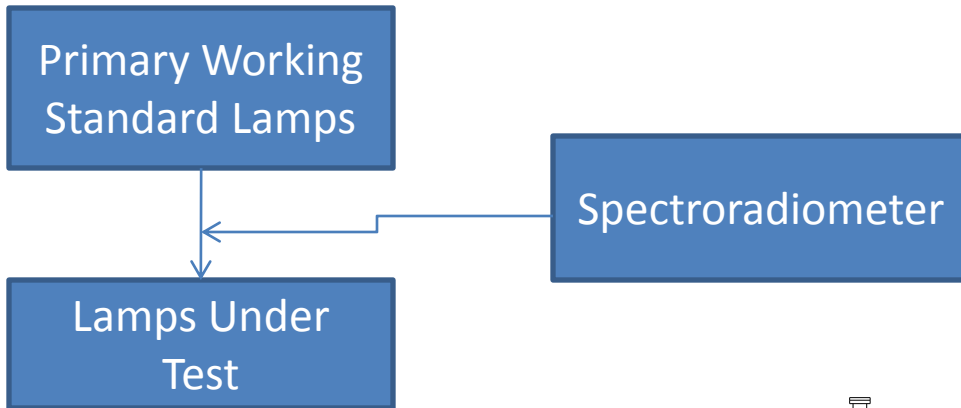 Primary Working
Standard Lamps
Spectroradiometer
Lamps Under
Test